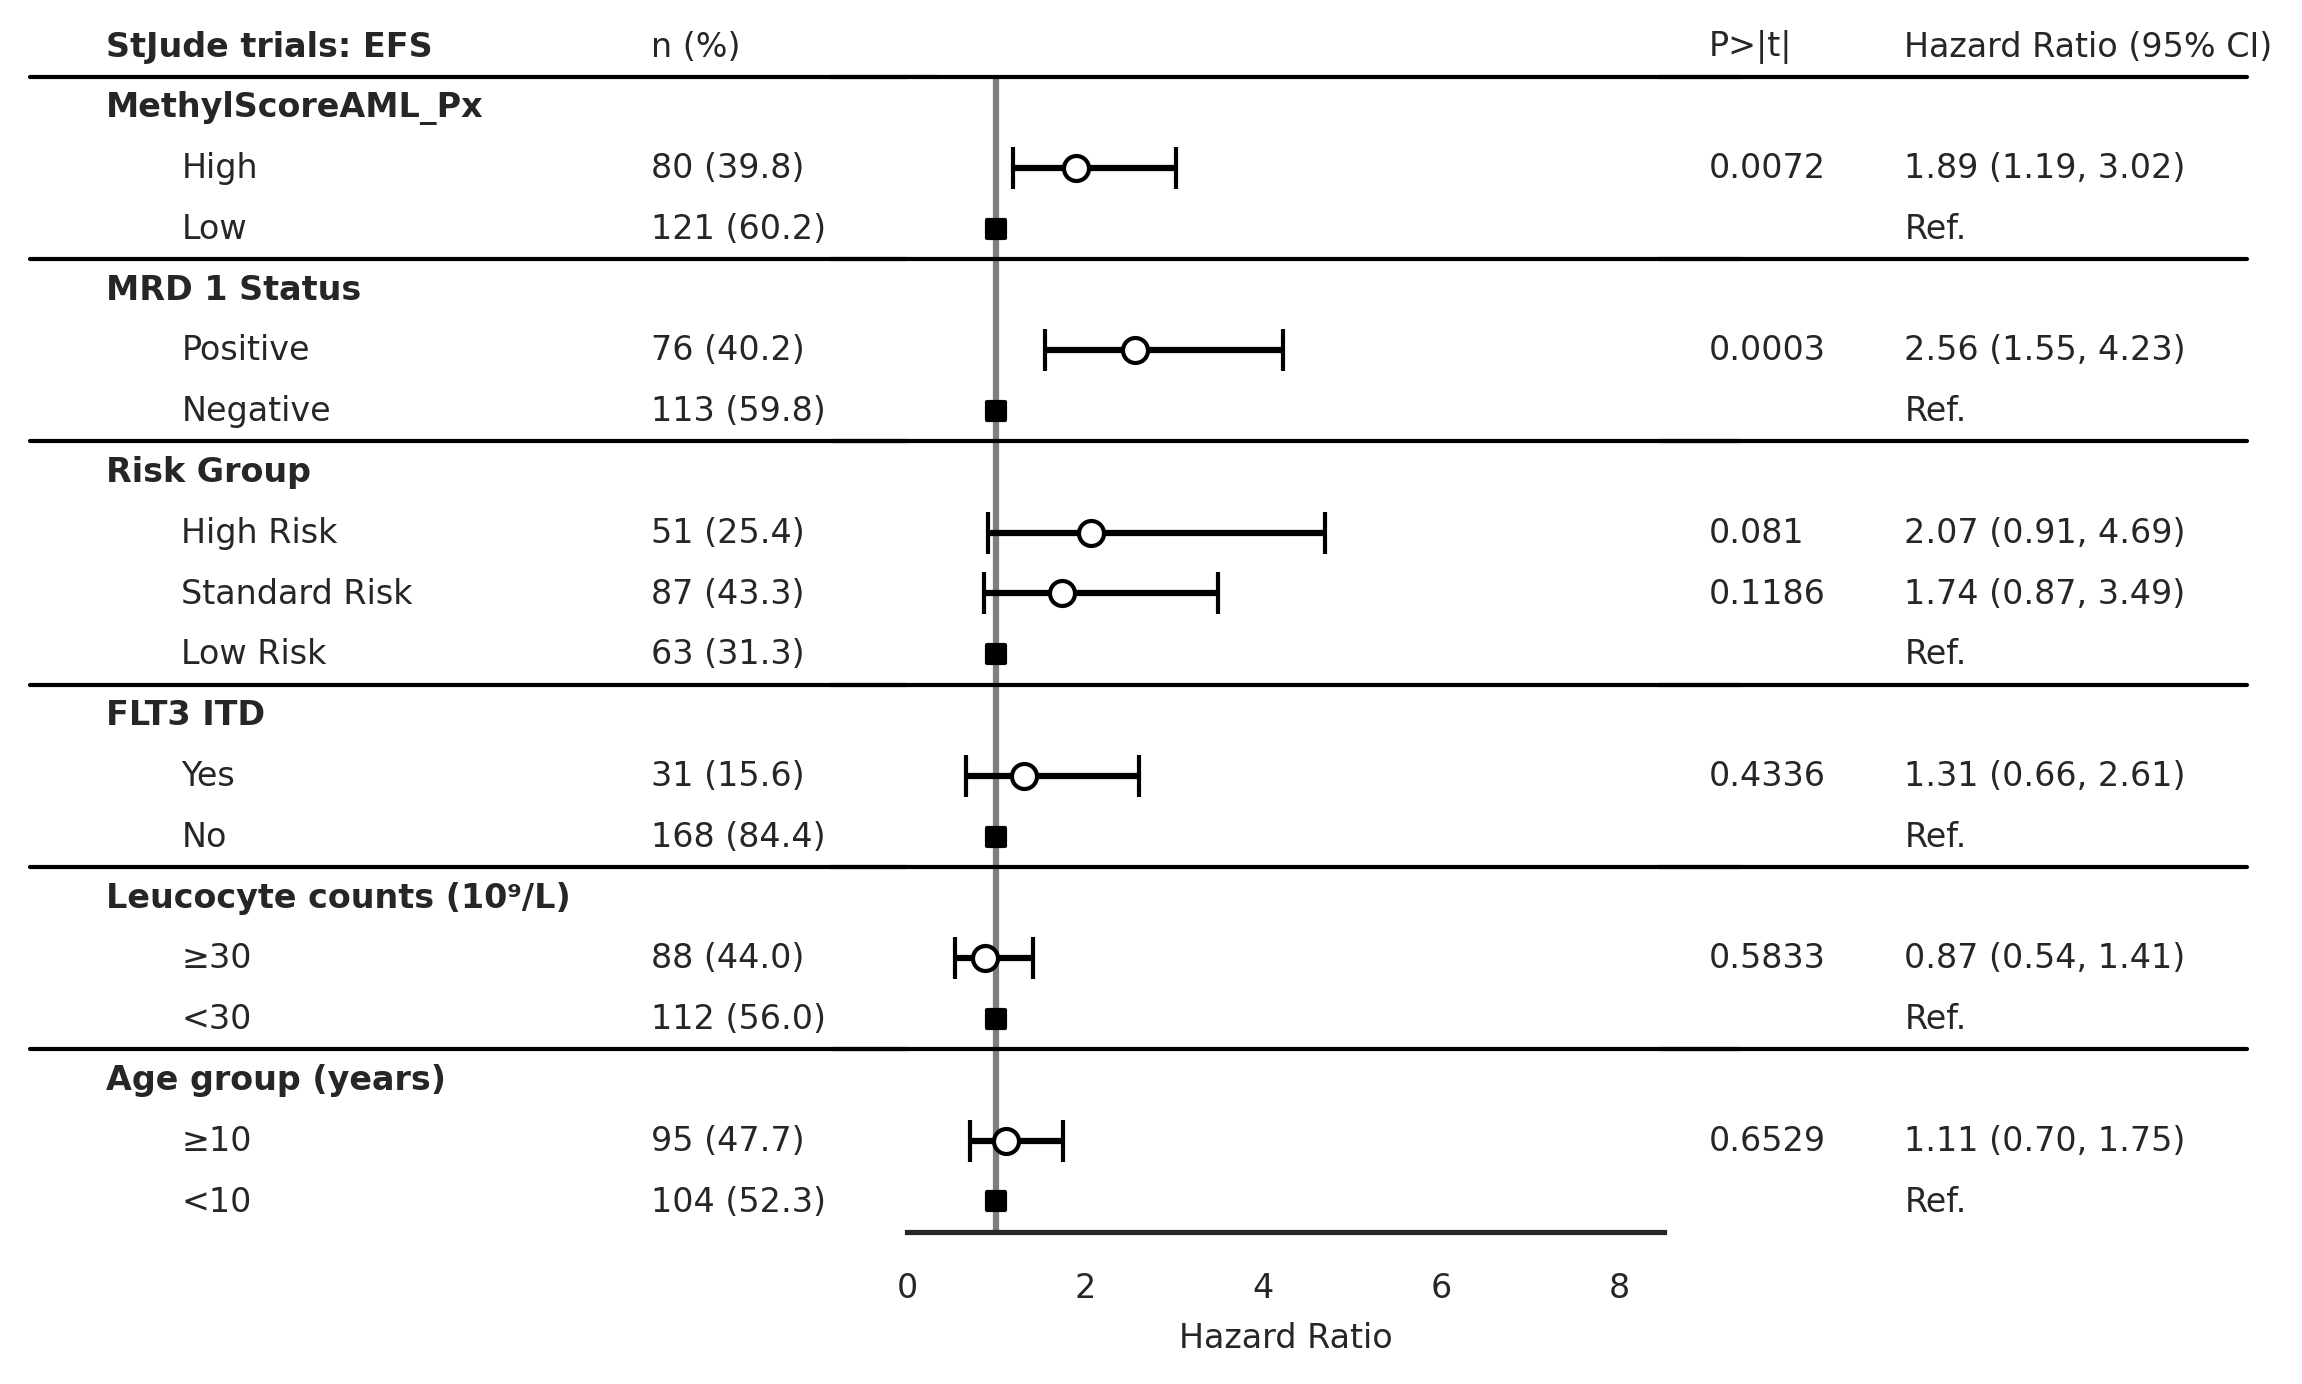 StJude trials: EFS n (%) P>|t| Hazard Ratio (95% CI)
MethylScoreAML_Px
High 80 (39.8) 0.0072 1.89 (1.19, 3.02)
Low 121 (60.2) Ref.
MRD 1 Status
Positive 76 (40.2) 0.0003 2.56 (1.55, 4.23)
Negative 113 (59.8) Ref.
Risk Group
High Risk 51 (25.4) 0.081 2.07 (0.91, 4.69)
Standard Risk 87 (43.3) 0.1186 1.74 (0.87, 3.49)
Low Risk 63 (31.3) Ref.
FLT3 ITD
Yes 31 (15.6) 0.4336 1.31 (0.66, 2.61)
No 168 (84.4) Ref.
Leucocyte counts (10⁹/L)
≥30 88 (44.0) 0.5833 0.87 (0.54, 1.41)
<30 112 (56.0) Ref.
Age group (years)
≥10 95 (47.7) 0.6529 1.11 (0.70, 1.75)
<10 104 (52.3) Ref.
0 2 4 6 8
Hazard Ratio